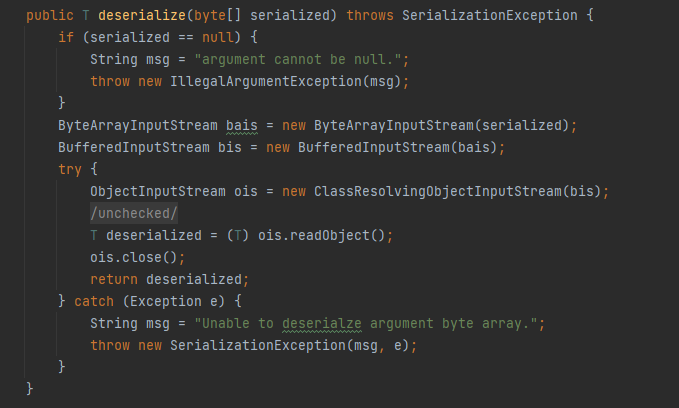 public T deserialize(byte[] serialized) throws SerializationException {
    if (serialized == null) {
        String msg = "argument cannot be null.";
        throw new IllegalArgumentException(msg);
    }
    ByteArrayInputStream bais = new ByteArrayInputStream(serialized);
    BufferedInputStream bis = new BufferedInputStream(bais);
    try {
        ObjectInputStream ois = new ClassResolvingObjectInputStream(bis);
        /unchecked/
        T deserialized = (T) ois.readObject();
        ois.close();
        return deserialized;
    } catch (Exception e) {
        String msg = "Unable to deserialze argument byte array.";
        throw new SerializationException(msg, e);
    }
}